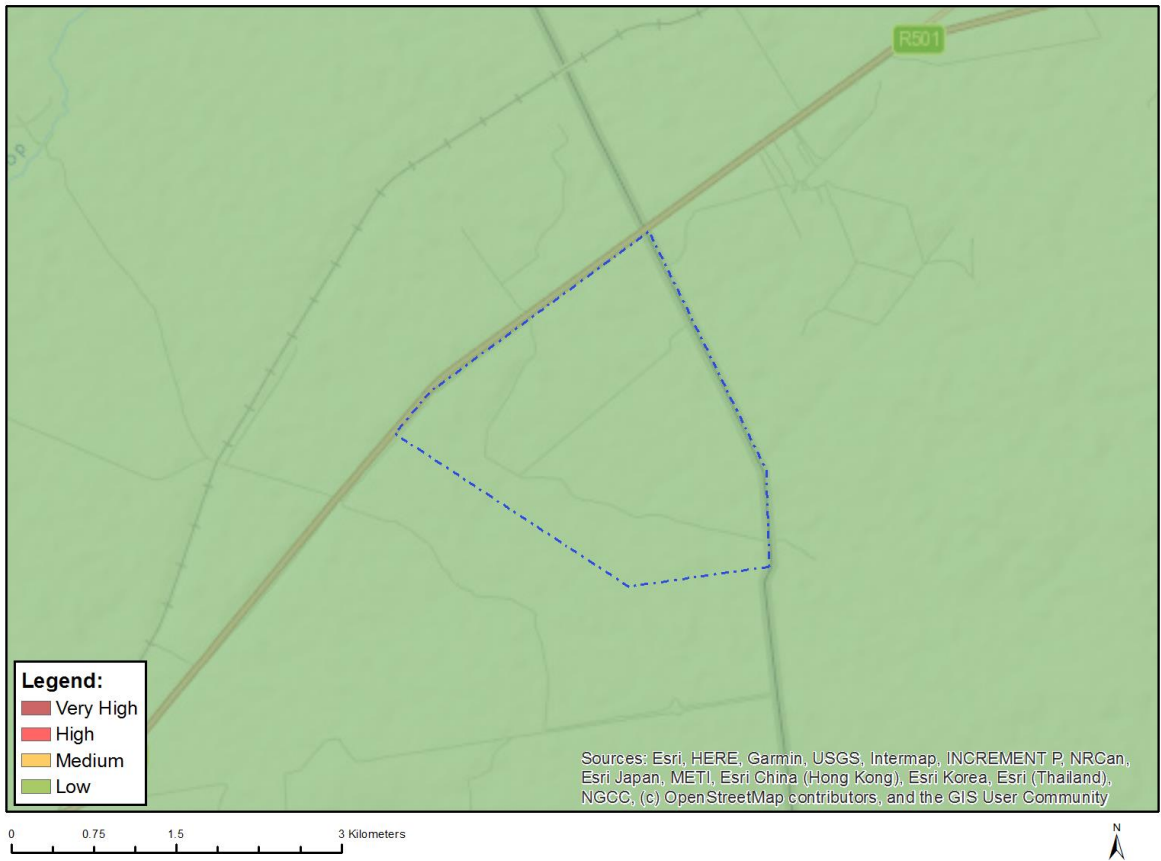 R501
op
Legend:
Very High
High
Medium
Low
Sources: Esri, HERE, Garmin, USGS, Intermap, INCREMENT P, NRCan,
Esri Japan, METI, Esri China (Hong Kong), Esri Korea, Esri (Thailand),
NGCC, (c) OpenStreetMap contributors, and the GIS User Community
0 0.75 1.5 3 Kilometers
N